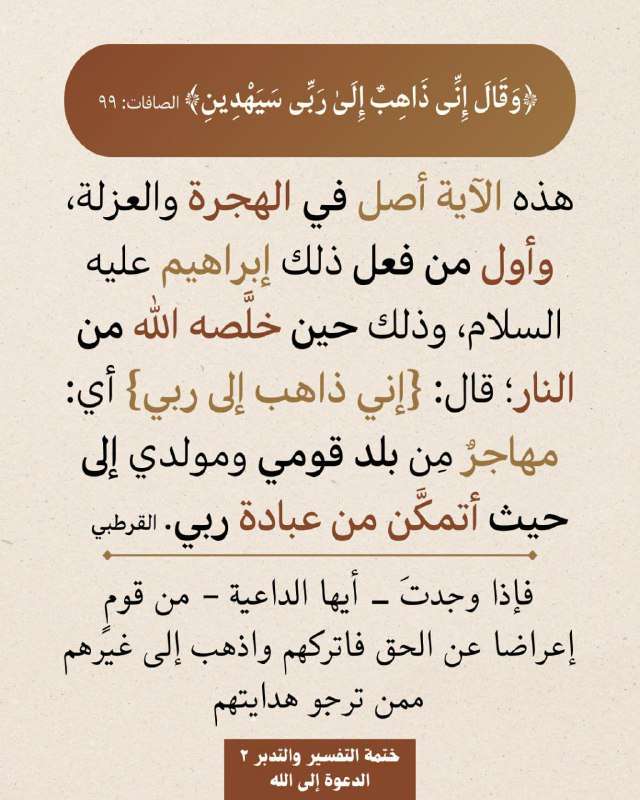 ﴿وَقَالَ إِنِّى ذَاهِبٌ إِلَىٰ رَبِّى سَيَهْدِينِ﴾ الصافات: ٩٩
هذه الآية أصل في الهجرة والعزلة،
وأول من فعل ذلك إبراهيم عليه
السلام، وذلك حين خلَّصه الله من
النار؛ قال: {إني ذاهب إلى ربي} أي:
مهاجرٌ مِن بلد قومي ومولدي إلى
حيث أتمكَّن من عبادة ربي. القرطبي
فإذا وجدتَ ــ أيها الداعية – من قومٍ
إعراضا عن الحق فاتركهم واذهب إلى غيرهم
ممن ترجو هدايتهم
ختمة التفسير والتدبر ٢
الدعوة إلى الله